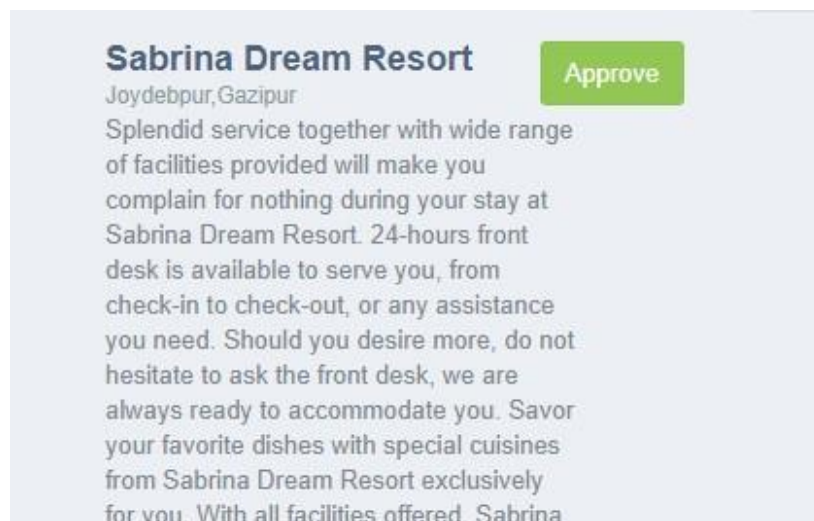 Sabrina Dream Resort
Approve
Joydebpur,Gazipur
Splendid service together with wide range
of facilities provided will make you
complain for nothing during your stay at
Sabrina Dream Resort. 24-hours front
desk is available to serve you, from
check-in to check-out, or any assistance
you need. Should you desire more, do not
hesitate to ask the front desk, we are
always ready to accommodate you. Savor
your favorite dishes with special cuisines
from Sabrina Dream Resort exclusively
for you. With all facilities offered, Sabrina